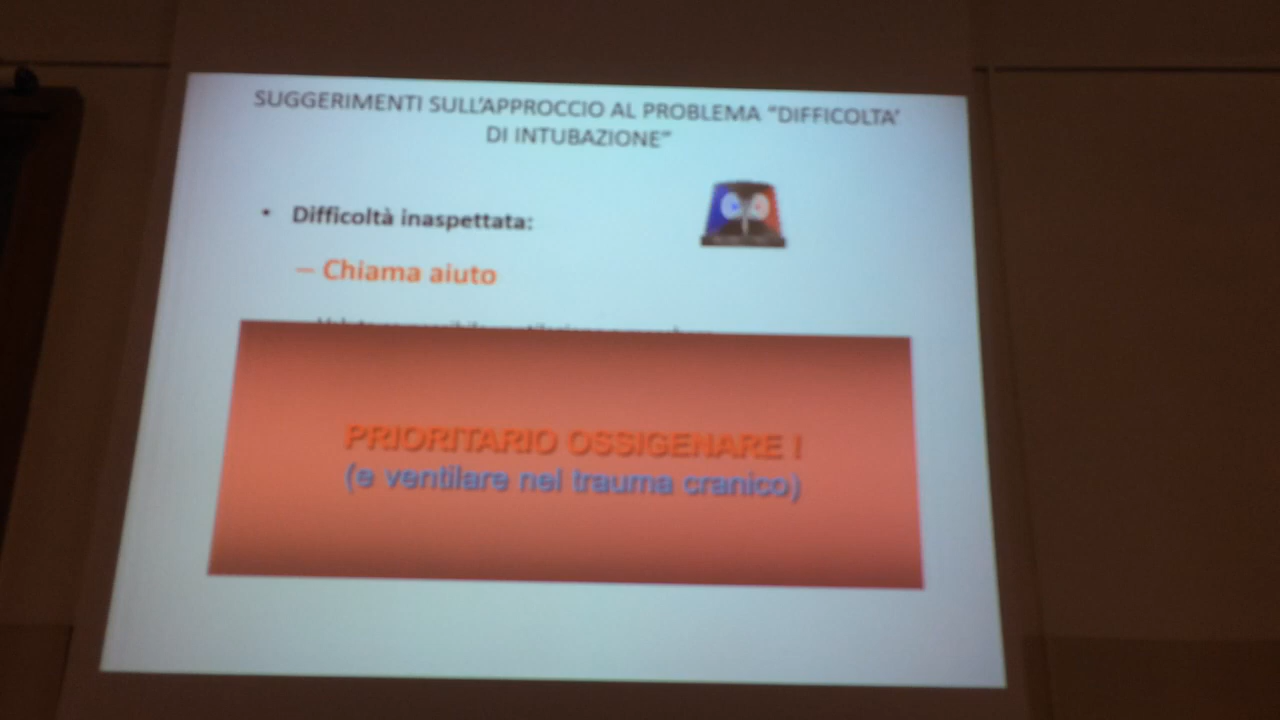 SUGGERIMENTI SULL'APPROCCIO AL PROBLEMA "DIFFICOLTA'
DI INTUBAZIONE"
• Difficoltà inaspettata:
– Chiama aiuto
PRIORITARIO OSSIGENARE !
(e ventilare nel trauma cranico)